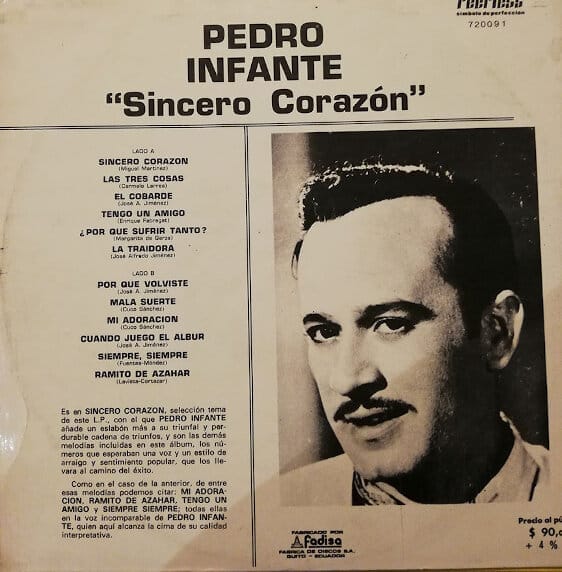 PEERLESS
símbolo de perfección
720091
PEDRO
INFANTE
"Sincero Corazón"
LADO A
SINCERO CORAZON
(Miguel Martínez)
LAS TRES COSAS
(Carmelo Larrea)
EL COBARDE
(José A. Jiménez)
TENGO UN AMIGO
(Enrique Fabregat)
¿POR QUE SUFRIR TANTO?
(Margarita de Garza)
LA TRAIDORA
(José Alfredo Jiménez)
LADO B
POR QUE VOLVISTE
(José A. Jiménez)
MALA SUERTE
(Cuco Sánchez)
MI ADORACION
(Cuco Sánchez)
CUANDO JUEGO EL ALBUR
(José A. Jiménez)
SIEMPRE, SIEMPRE
(Fuentes-Méndez)
RAMITO DE AZAHAR
(Lavista-Cortazar)
Es en SINCERO CORAZON, selección tema
de este L.P., con el que PEDRO INFANTE
añade un eslabón más a su triunfal y per-
durable cadena de triunfos, y son las demás
melodías incluidas en este álbum, los nú-
meros que esperaban una voz y un estilo de
arraigo y sentimiento popular, que los lle-
vara al camino del éxito.
Como en el caso de la anterior, de entre
esas melodías podemos citar: MI ADORA-
CION, RAMITO DE AZAHAR, TENGO UN
AMIGO y SIEMPRE SIEMPRE; todas ellas
en la voz incomparable de PEDRO INFAN-
TE, quien aquí alcanza la cima de su calidad
interpretativa.
FABRICADO POR
Fadisa
FABRICA DE DISCOS S.A.
QUITO - ECUADOR
Precio al
$ 90,
+ 4 %